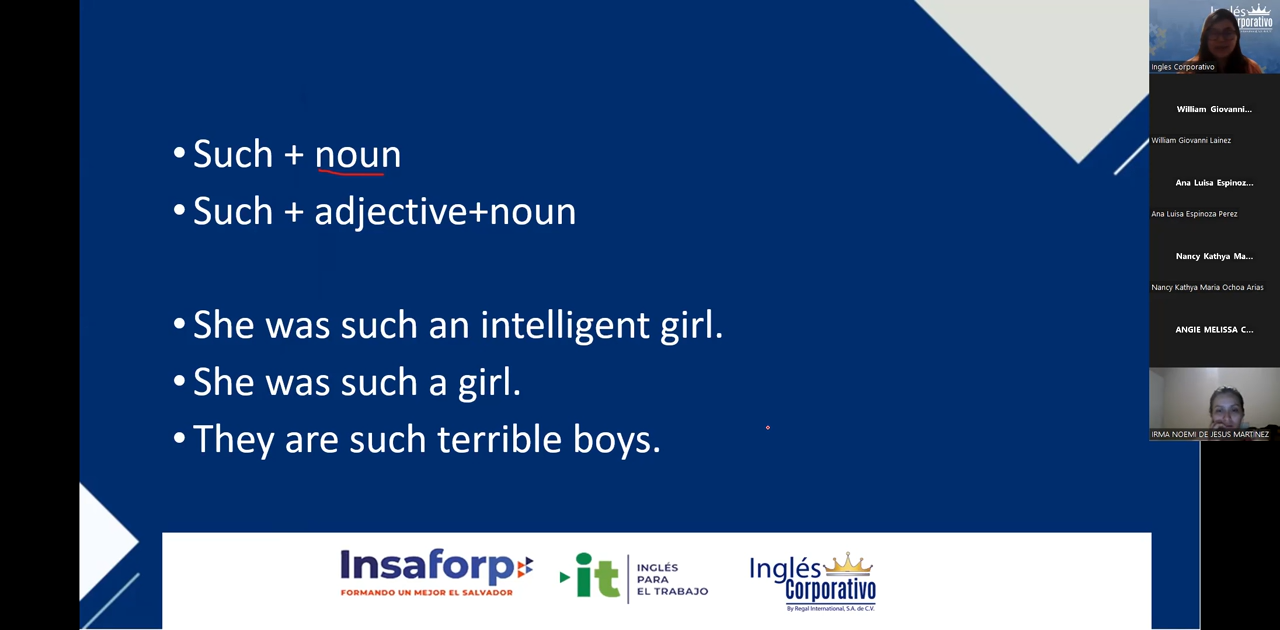 • Such + noun
• Such + adjective+noun
• She was such an intelligent girl.
• She was such a girl.
• They are such terrible boys.
Insaforp
FORMANDO UN MEJOR EL SALVADOR
it
INGLÉS
PARA
EL TRABAJO
Inglés
Corporativo
By Regal International, S.A. de C.V.
Inglés
Corporativo
Ingles Corporativo
William Giovanni...
William Giovanni Lainez
Ana Luisa Espinoz...
Ana Luisa Espinoza Perez
Nancy Kathya Ma...
Nancy Kathya Maria Ochoa Arias
ANGIE MELISSA C...
IRMA NOEMI DE JESUS MARTINEZ